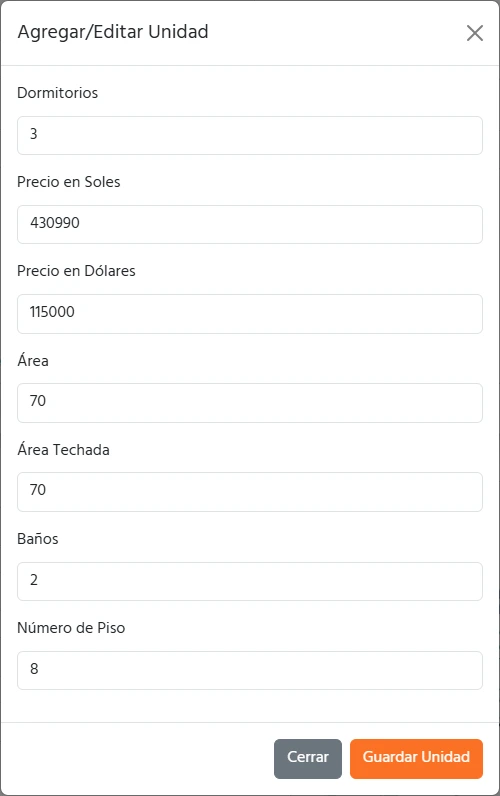 Agregar/Editar Unidad
Dormitorios
3
Precio en Soles
430990
Precio en Dólares
115000
Área
70
Área Techada
70
Baños
2
Número de Piso
8
Cerrar
Guardar Unidad